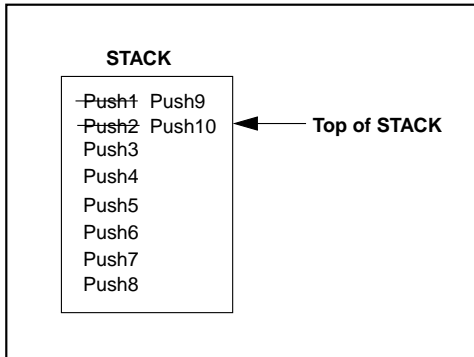 STACK
Push1 Push9
Push2 Push10
Top of STACK
Push3
Push4
Push5
Push6
Push7
Push8